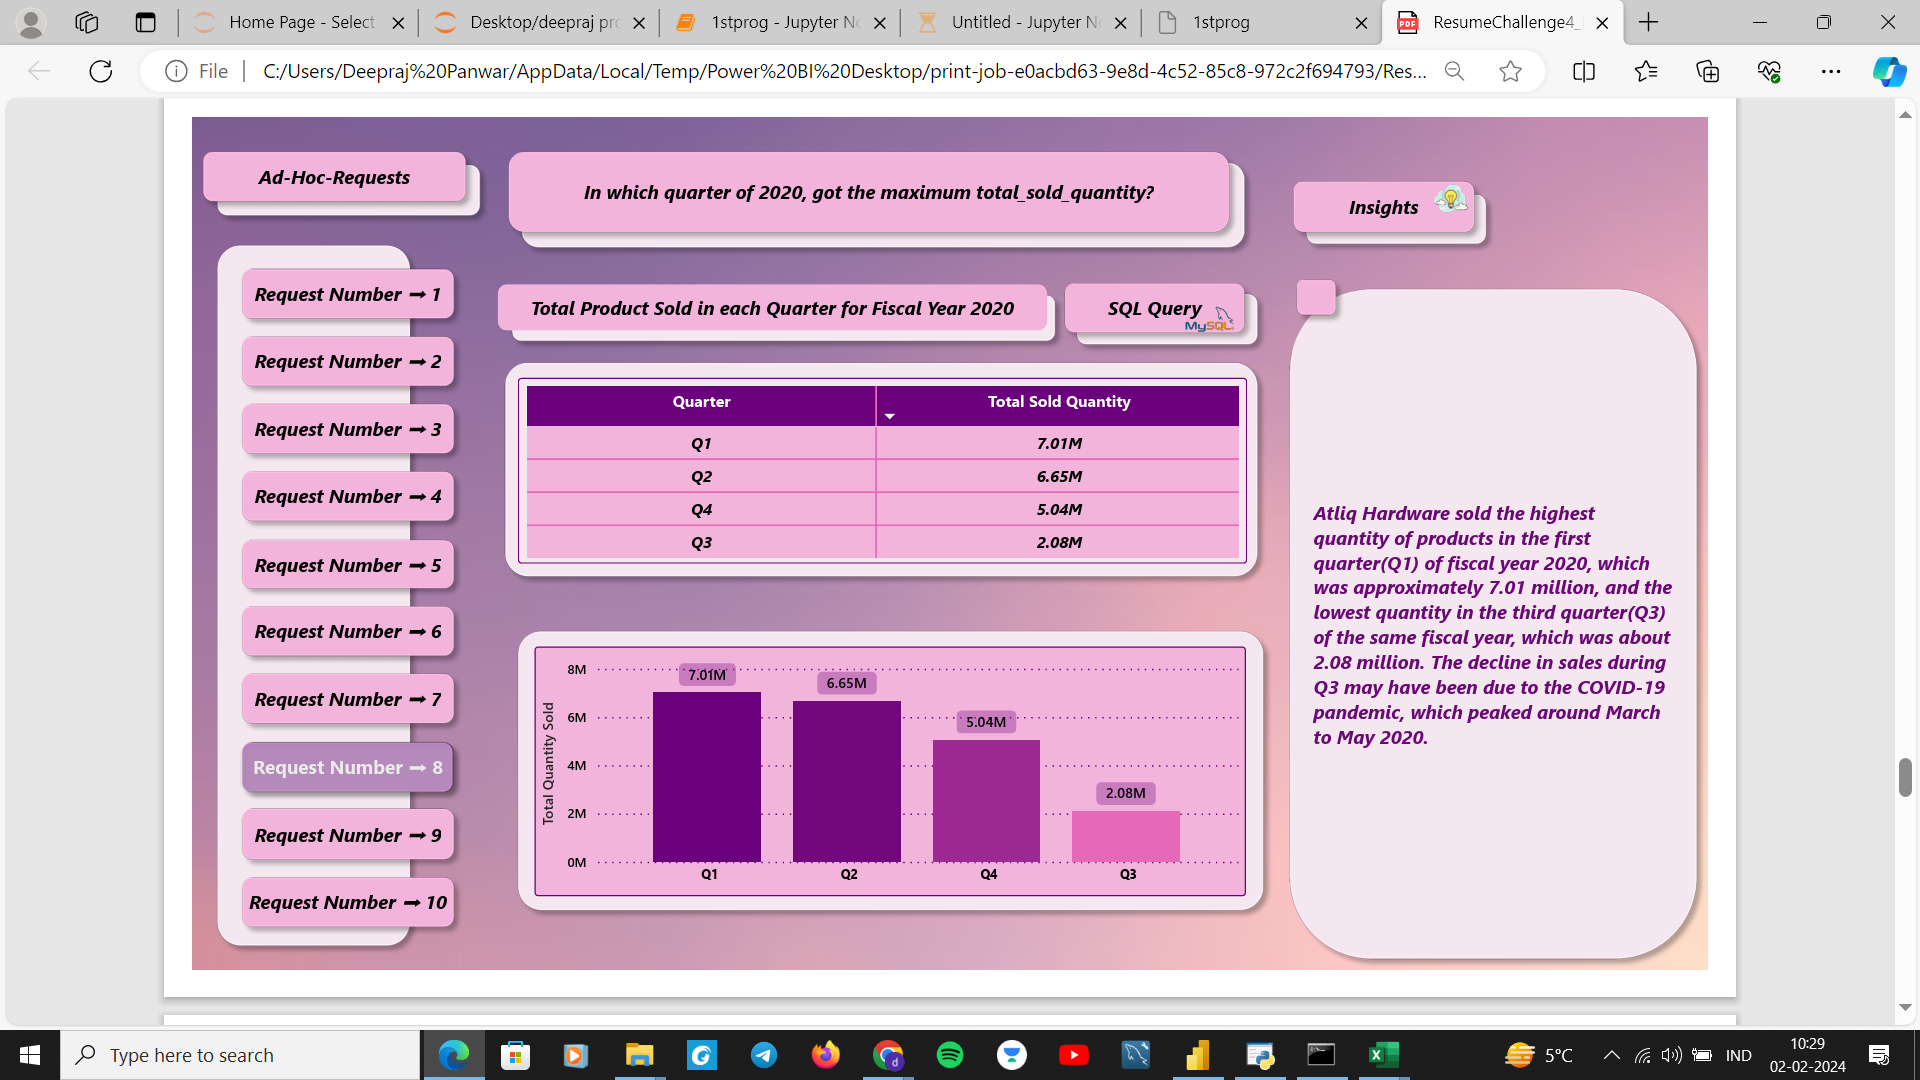 Home Page - Select
Desktop/deepraj pro
1stprog - Jupyter No
Untitled - Jupyter No
1stprog
ResumeChallenge4_
File
C:/Users/Deepraj%20Panwar/AppData/Local/Temp/Power%20BI%20Desktop/print-job-e0acbd63-9e8d-4c52-85c8-972c2f694793/Res...
Ad-Hoc-Requests
In which quarter of 2020, got the maximum total_sold_quantity?
Insights
Request Number → 1
Request Number → 2
Request Number → 3
Request Number → 4
Request Number → 5
Request Number → 6
Request Number → 7
Request Number → 8
Request Number → 9
Request Number → 10
Total Product Sold in each Quarter for Fiscal Year 2020
SQL Query
MySQL
Quarter Total Sold Quantity
Q1 7.01M
Q2 6.65M
Q4 5.04M
Q3 2.08M
Total Quantity Sold
8M
6M
4M
2M
0M
7.01M
6.65M
5.04M
2.08M
Q1 Q2 Q4 Q3
Atliq Hardware sold the highest
quantity of products in the first
quarter(Q1) of fiscal year 2020, which
was approximately 7.01 million, and the
lowest quantity in the third quarter(Q3)
of the same fiscal year, which was about
2.08 million. The decline in sales during
Q3 may have been due to the COVID-19
pandemic, which peaked around March
to May 2020.
Type here to search
5°C
IND
10:29
02-02-2024